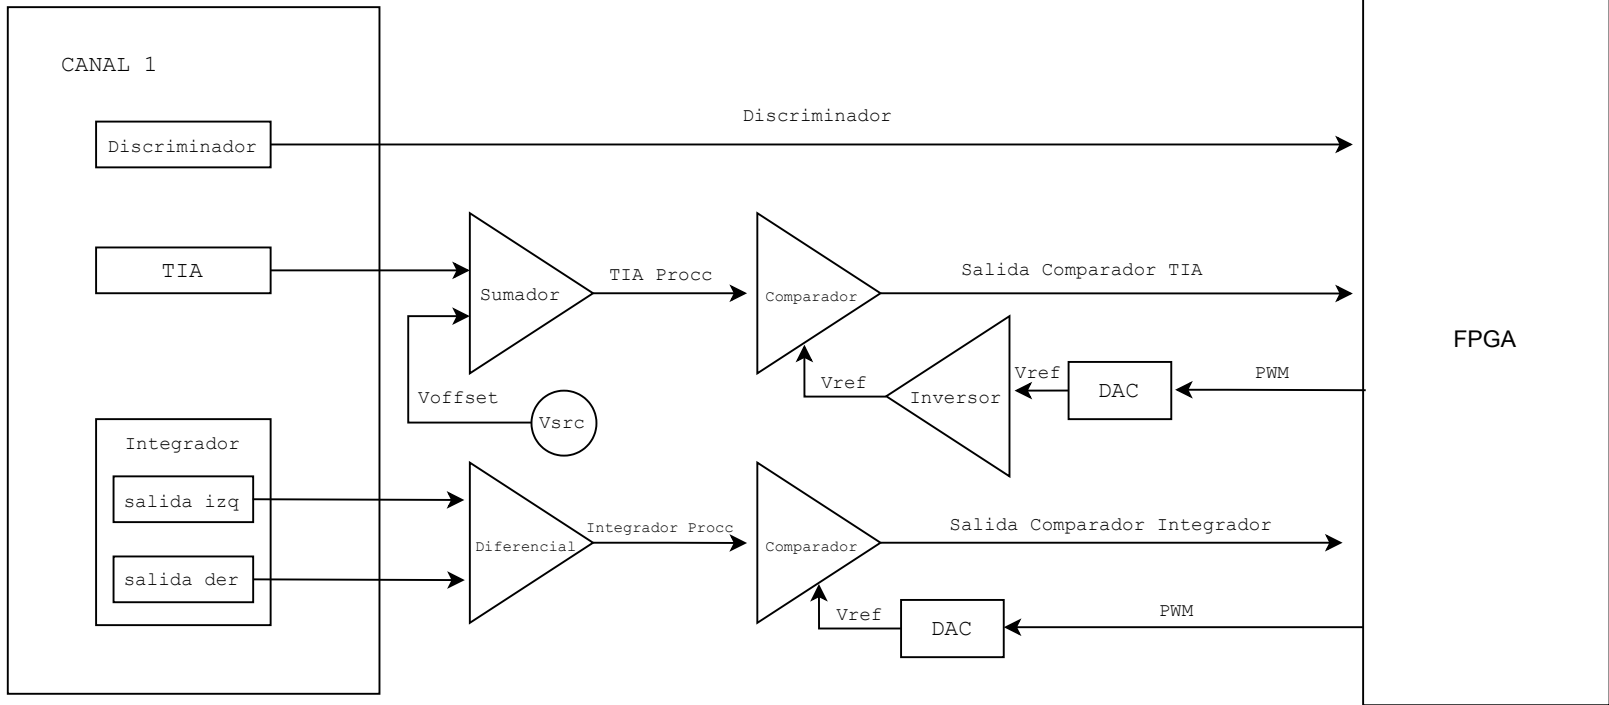 CANAL 1
Discriminador
Discriminador
TIA
Sumador
TIA Procc
Comparador
Salida Comparador TIA
FPGA
Voffset
Vsrc
Vref
Inversor
Vref
DAC
PWM
Integrador
salida izq
salida der
Diferencial
Integrador Procc
Comparador
Salida Comparador Integrador
Vref
DAC
PWM